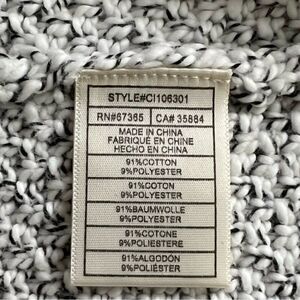 STYLE#CI106301
RN#67365 CA# 35884
MADE IN CHINA
FABRIQUÉ EN CHINE
HECHO EN CHINA
91%COTTON
9%POLYESTER
91%COTON
9%POLYESTER
91%BAUMWOLLE
9%POLYESTER
91%COTONE
9%POLIESTERE
91%ALGODÓN
9%POLIÉSTER